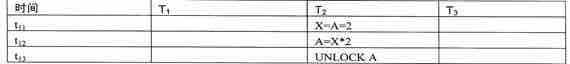 时间 T₁ T₂ T₃
t₁₁ X=A=2
t₁₂ A=X*2
t₁₃ UNLOCK A